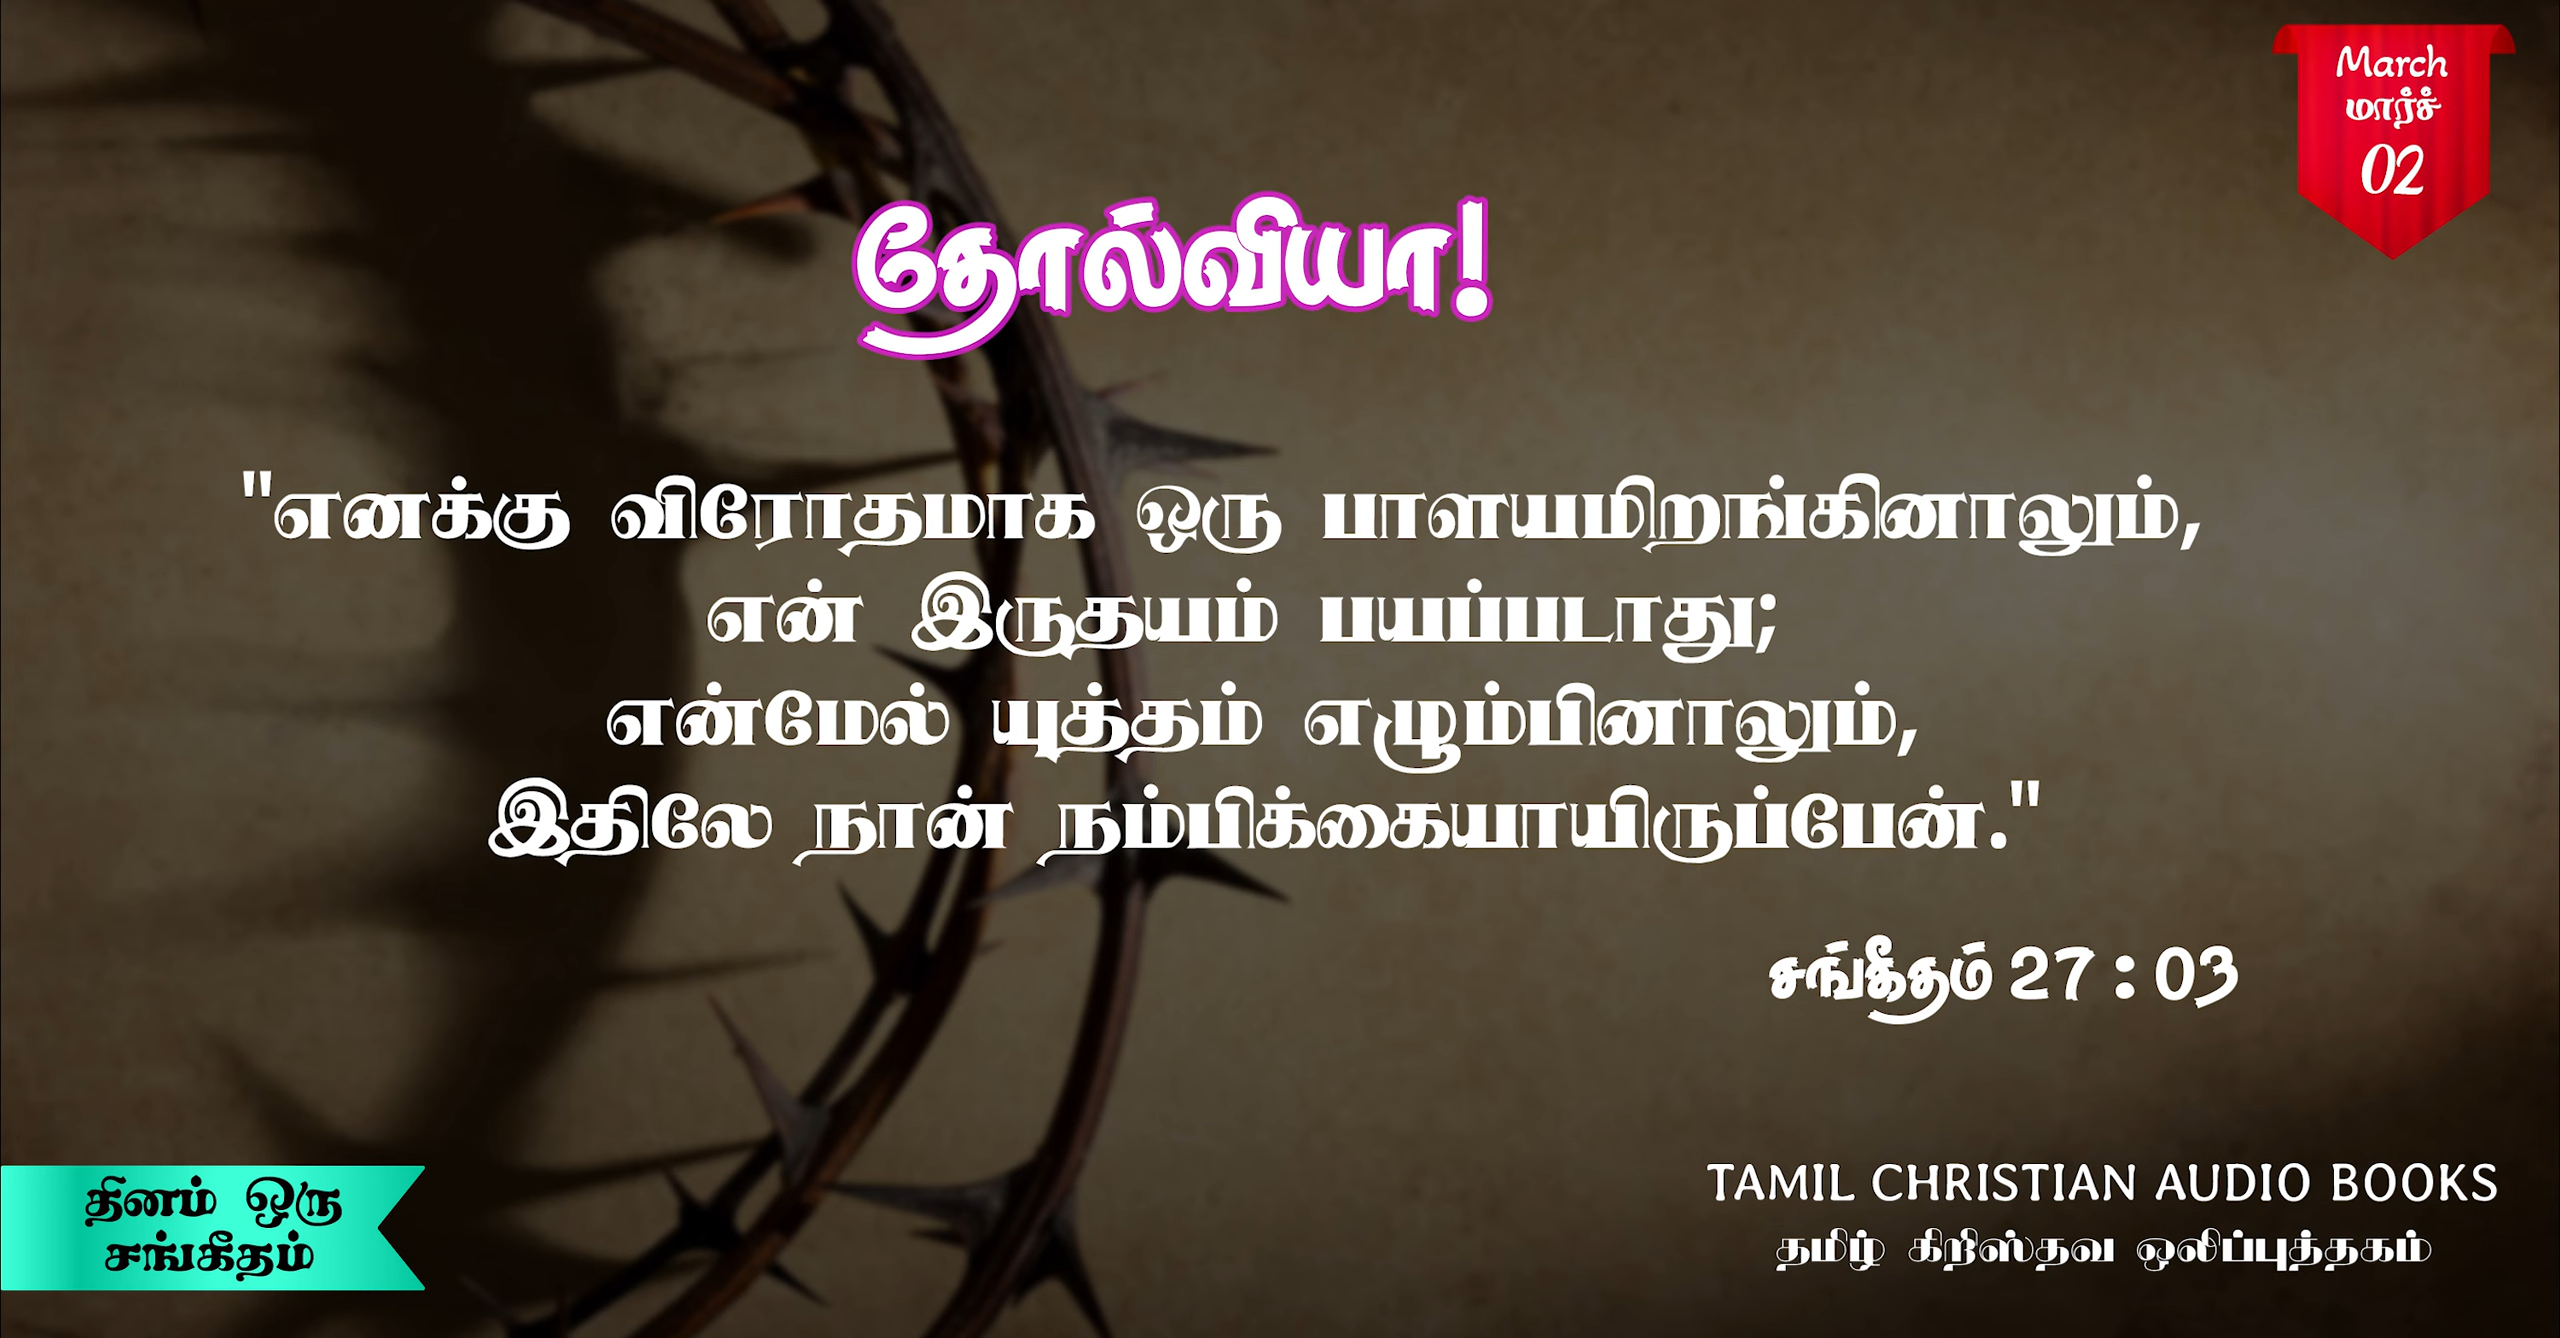 March
மார்ச்
02
தோல்வியா!
"எனக்கு விரோதமாக ஒரு பாளயமிறங்கினாலும்,
என் இருதயம் பயப்படாது;
என்மேல் யுத்தம் எழும்பினாலும்,
இதிலே நான் நம்பிக்கையாயிருப்பேன்."
சங்கீதம் 27 : 03
தினம் ஒரு
சங்கீதம்
TAMIL CHRISTIAN AUDIO BOOKS
தமிழ் கிறிஸ்தவ ஒலிப்புத்தகம்